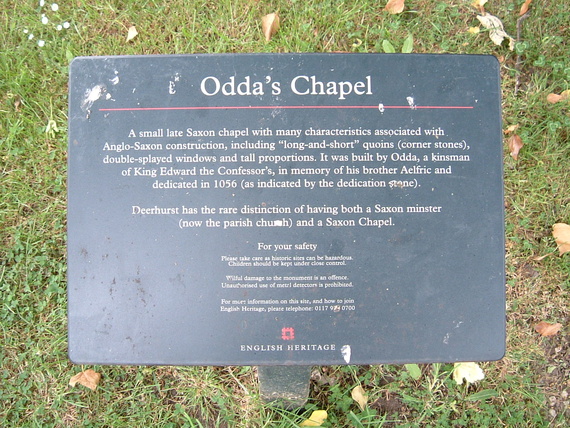 Odda's Chapel
A small late Saxon chapel with many characteristics associated with
Anglo-Saxon construction, including "long-and-short" quoins (corner stones),
double-splayed windows and tall proportions. It was built by Odda, a kinsman
of King Edward the Confessor's, in memory of his brother Aelfric and
dedicated in 1056 (as indicated by the dedication stone).
Deerhurst has the rare distinction of having both a Saxon minster
(now the parish church) and a Saxon Chapel.
For your safety
Please take care as historic sites can be hazardous.
Children should be kept under close control.
Wilful damage to the monument is an offence.
Unauthorised use of metal detectors is prohibited.
For more information on this site, and how to join
English Heritage, please telephone: 0117 0700
ENGLISH HERITAGE